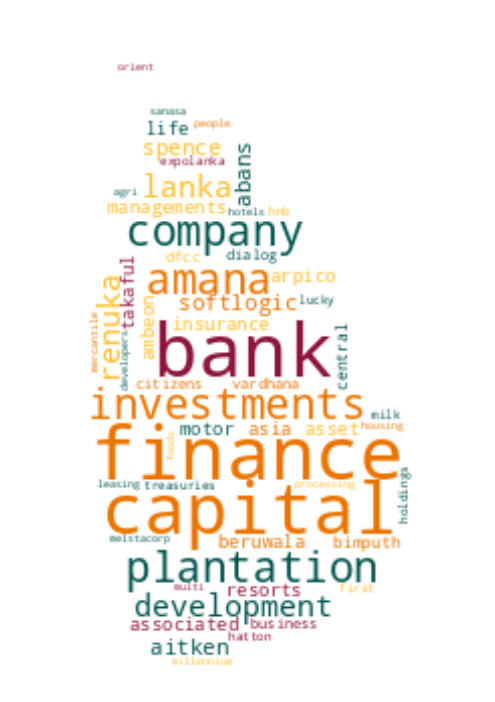 orient
sanasa
life people
spence
expolanka
abans
agri lanka
managements hotels hnb
company
dfcc dialog
takaful
amana arpico
renuka
softlogic lucky
ambeon
mercantile
developers
insurance
bank
central
citizens vardhana
investments milk
motor asia asset housing
foods
finance
leasing treasuries processing
capital
holdings
melstacorp
beruwala bimputh
plantation
multi resorts first
development
associated business
hatton
aitken
millennium